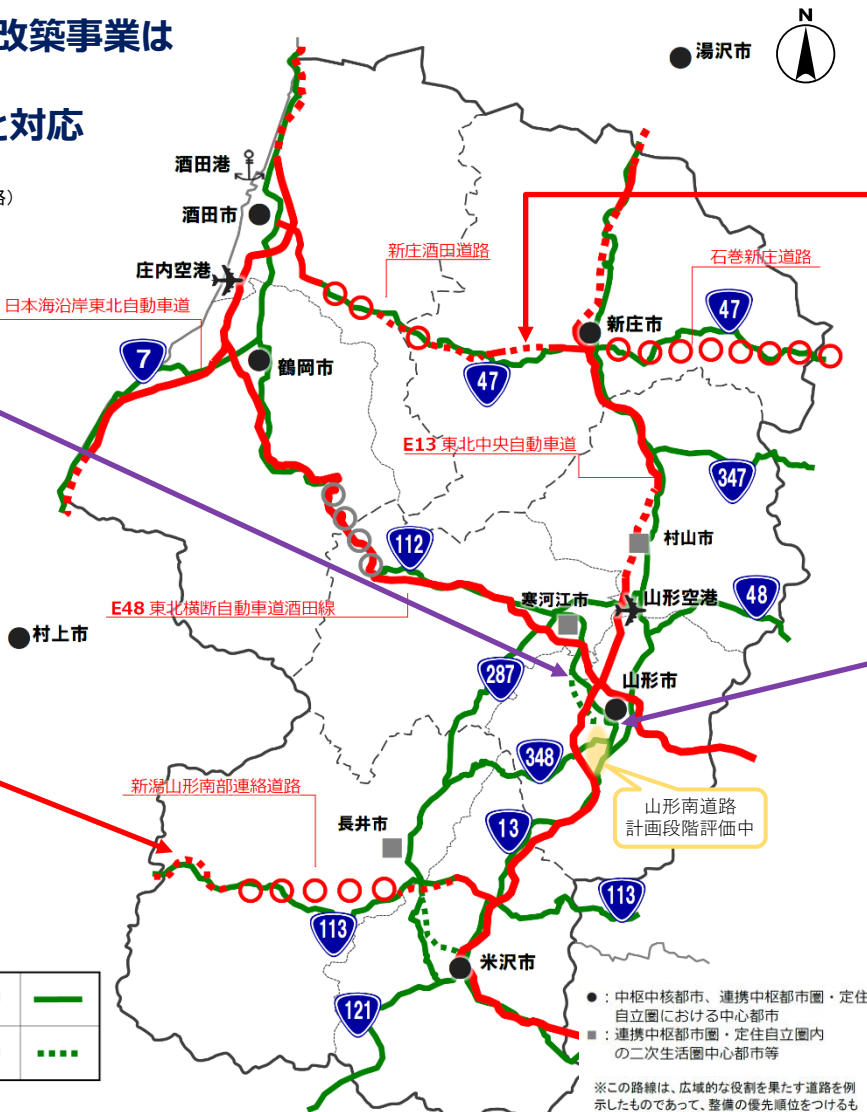 改築事業は
と対応
路）
N
湯沢市
酒田港
酒田市
庄内空港
新庄酒田道路
石巻新庄道路
日本海沿岸東北自動車道
47
新庄市
7
鶴岡市
47
E13 東北中央自動車道
347
112
村山市
寒河江市
山形空港
48
E48 東北横断自動車道酒田線
村上市
287
山形市
348
新潟山形南部連絡道路
山形南道路
計画段階評価中
長井市
13
113
113
米沢市
121
●：中枢中核都市、連携中枢都市圏・定住
自立圏における中心都市
■：連携中枢都市圏・定住自立圏内
の二次生活圏中心都市等
※この路線は、広域的な役割を果たす道路を例
示したものであって、整備の優先順位をつけるも